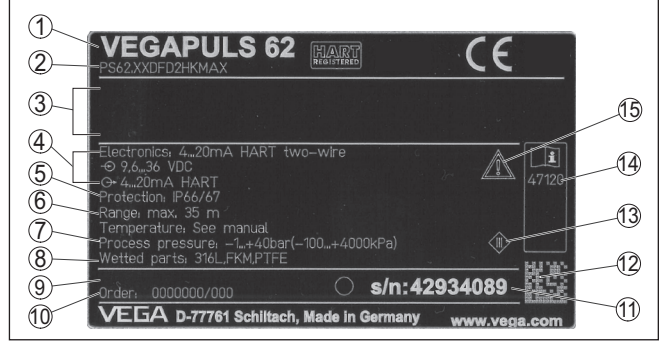 1 VEGAPULS 62 HART REGISTERED CE
2 PS62.XXDFD2HKMAX
3
15
4 Electronics: 4...20mA HART two-wire
9,6...36 VDC
i
14
4...20mA HART
47120
5 Protection: IP66/67
6 Range: max. 35 m
Temperature: See manual
13
7 Process pressure: -1...+40bar(-100...+4000kPa)
8 Wetted parts: 316L,FKM,PTFE
12
9
10 Order: 0000000/000 s/n:42934089 11
VEGA D-77761 Schiltach, Made in Germany www.vega.com